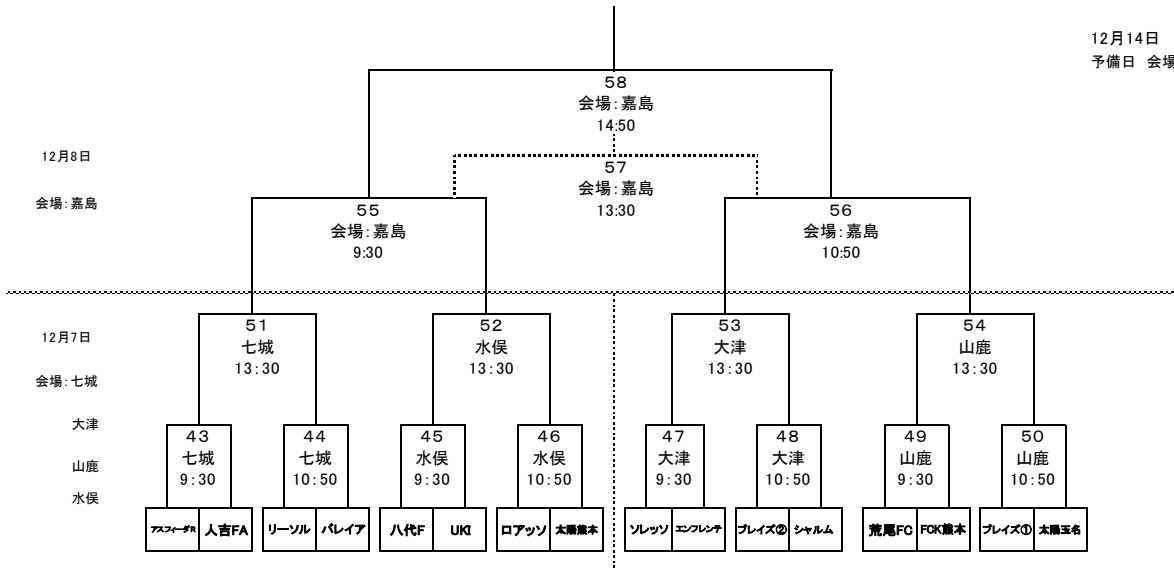 12月14日
予備日 会場
58
会場:嘉島
14:50
12月8日
57
会場:嘉島
13:30
会場:嘉島
55
会場:嘉島
9:30
56
会場:嘉島
10:50
12月7日
51
七城
13:30
52
水俣
13:30
53
大津
13:30
54
山鹿
13:30
会場:七城
大津
山鹿
水俣
43
七城
9:30
44
七城
10:50
45
水俣
9:30
46
水俣
10:50
47
大津
9:30
48
大津
10:50
49
山鹿
9:30
50
山鹿
10:50
アスフィーダR 人吉FA リーソル バレイア 八代F UKI ロアッソ 太陽熊本 ソレッソ エンフレンテ ブレイズ② シャルム 荒尾FC FCK熊本 ブレイズ① 太陽玉名